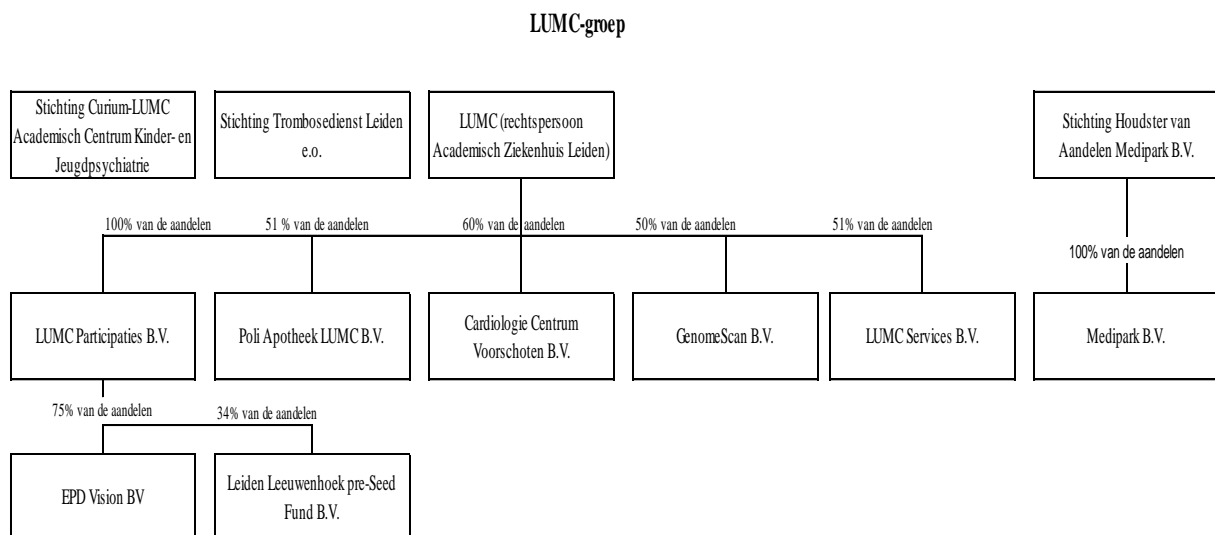 LUMC-groep
Stichting Curium-LUMC
Academisch Centrum Kinder- en
Jeugdpsychiatrie
Stichting Trombosedienst Leiden
e.o.
LUMC (rechtspersoon
Academisch Ziekenhuis Leiden)
Stichting Houdster van
Aandelen Medipark B.V.
100% van de aandelen
51 % van de aandelen
60% van de aandelen
50% van de aandelen
51% van de aandelen
100% van de aandelen
LUMC Participaties B.V.
Poli Apotheek LUMC B.V.
Cardiologie Centrum
Voorschoten B.V.
GenomeScan B.V.
LUMC Services B.V.
Medipark B.V.
75% van de aandelen
34% van de aandelen
EPD Vision BV
Leiden Leeuwenhoek pre-Seed
Fund B.V.